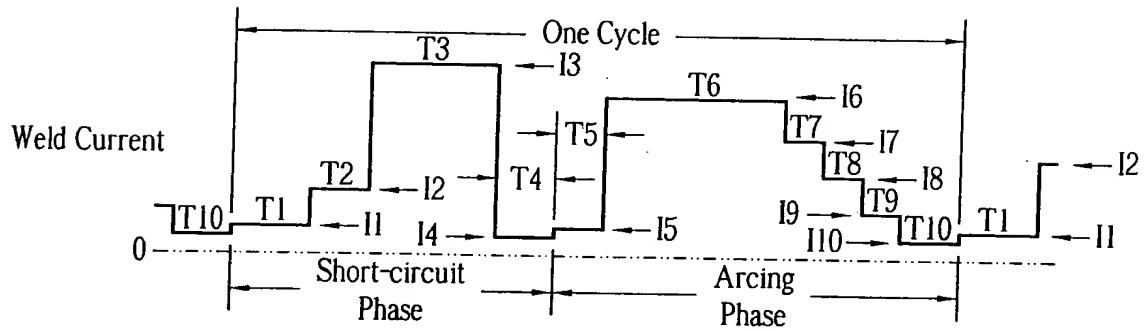 One Cycle
T3
I3
T6
I6
T5
T7
I7
Weld Current
T2
T4
T8
I8
I2
I2
T10
T1
I1
T9
I9
I4
I5
I10
T10
T1
I1
0
Short-circuit
Phase
Arcing
Phase